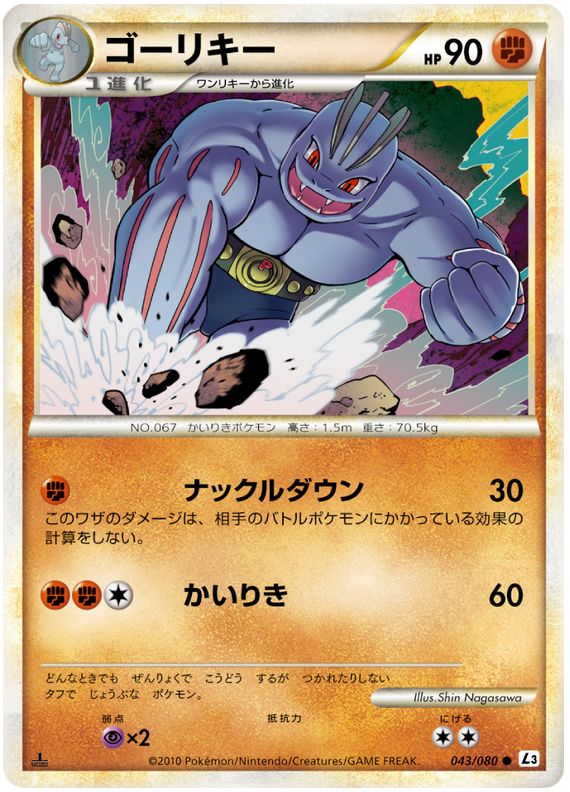 ゴーリキー
HP 90
1進化
ワンリキーから進化
NO.067 かいりきポケモン 高さ:1.5m 重さ:70.5kg
ナックルダウン 30
このワザのダメージは、相手のバトルポケモンにかかっている効果の
計算をしない。
かいりき 60
どんなときでも ぜんりょくで こうどう するが つかれたりしない
タフで じょうぶな ポケモン。
Illus.Shin Nagasawa
弱点 抵抗力 にげる
×2
©2010 Pokémon/Nintendo/Creatures/GAME FREAK.
043/080 ● L3